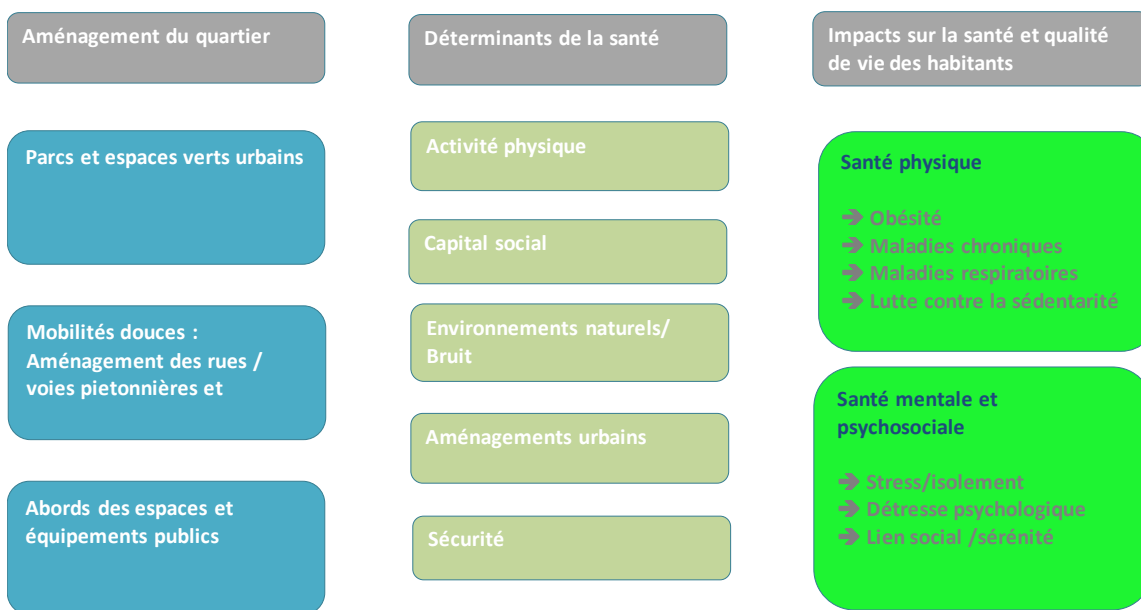 Aménagement du quartier
Déterminants de la santé
Impacts sur la santé et qualité
de vie des habitants
Parcs et espaces verts urbains
Mobilités douces :
Aménagement des rues /
voies pietonnières et
Abords des espaces et
équipements publics
Activité physique
Capital social
Environnements naturels/
Bruit
Aménagements urbains
Sécurité
Santé physique
➔ Obésité
➔ Maladies chroniques
➔ Maladies respiratoires
➔ Lutte contre la sédentarité
Santé mentale et
psychosociale
➔ Stress/isolement
➔ Détresse psychologique
➔ Lien social /sérénité